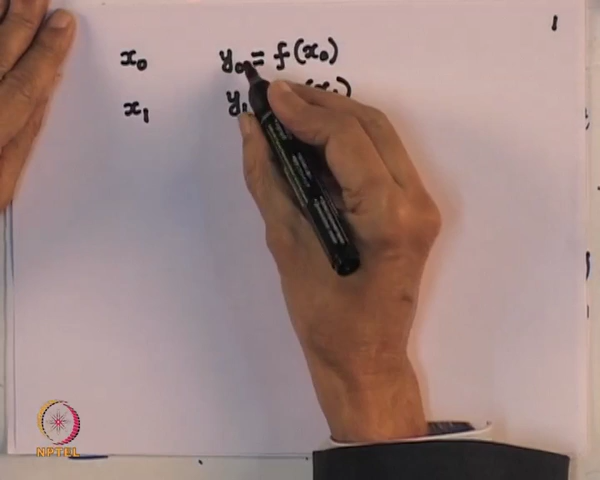 1
x₀ y₀ = f(x₀)
x₁ y₁
NPTEL